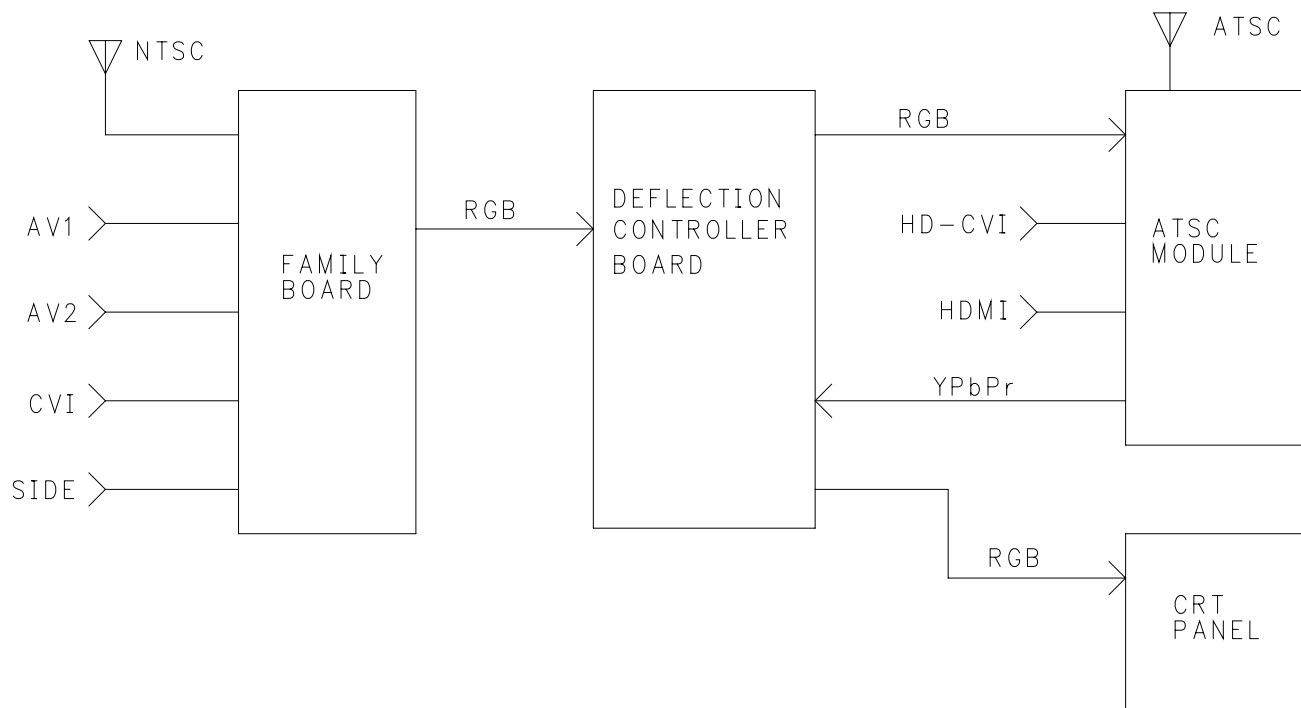 NTSC
AV1
AV2
CVI
SIDE
FAMILY
BOARD
RGB
DEFLECTION
CONTROLLER
BOARD
RGB
ATSC
HD-CVI
HDMI
YPbPr
ATSC
MODULE
RGB
CRT
PANEL